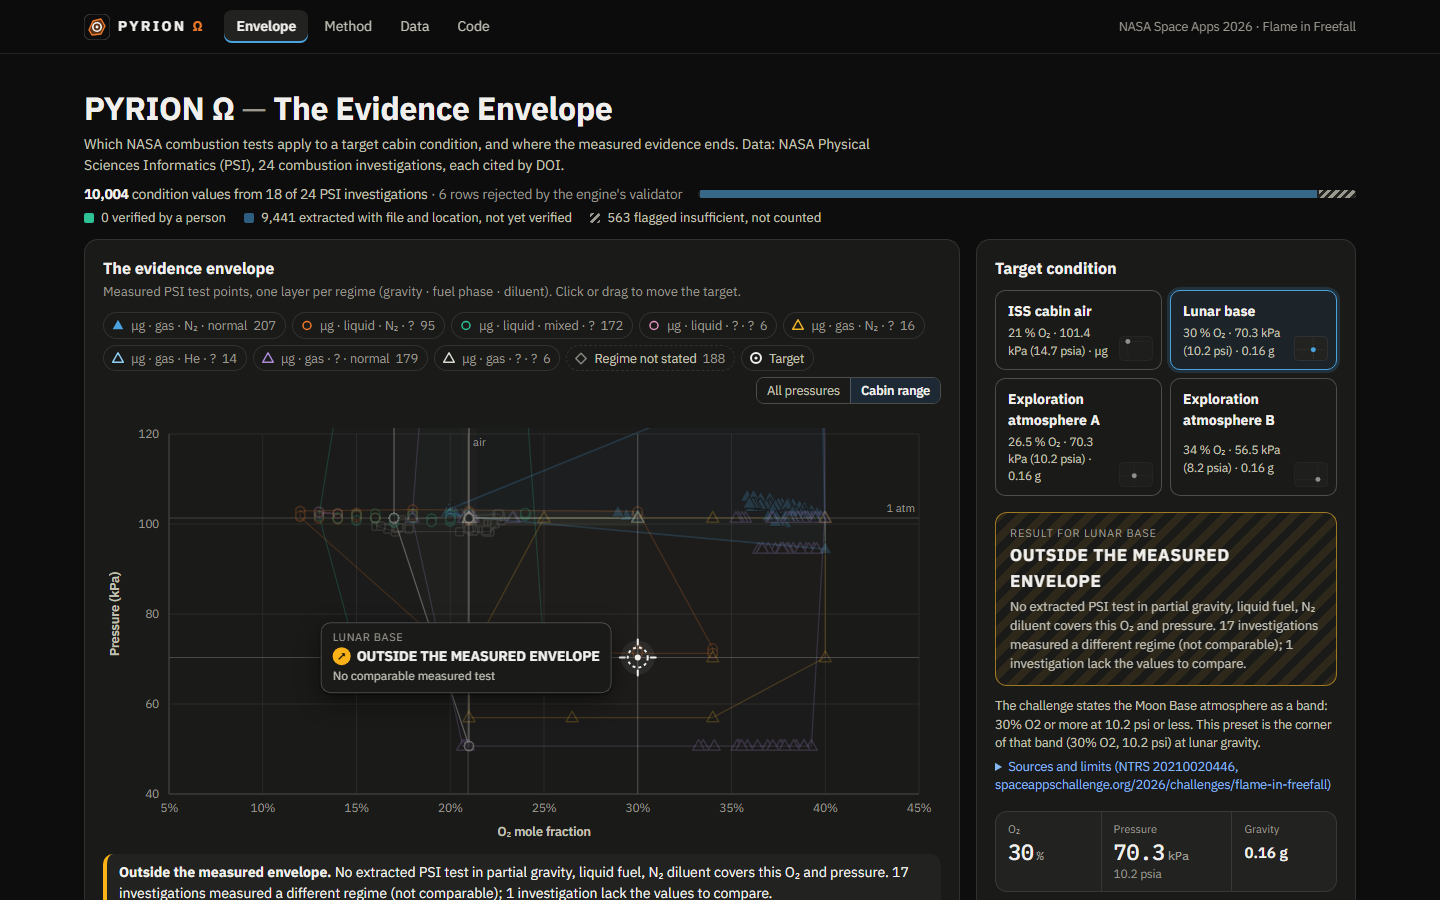 PYRION Ω
Envelope
Method
Data
Code
NASA Space Apps 2026 · Flame in Freefall
PYRION Ω — The Evidence Envelope
Which NASA combustion tests apply to a target cabin condition, and where the measured evidence ends. Data: NASA Physical
Sciences Informatics (PSI), 24 combustion investigations, each cited by DOI.
10,004 condition values from 18 of 24 PSI investigations · 6 rows rejected by the engine's validator
0 verified by a person
9,441 extracted with file and location, not yet verified
563 flagged insufficient, not counted
The evidence envelope
Measured PSI test points, one layer per regime (gravity · fuel phase · diluent). Click or drag to move the target.
µg · gas · N₂ · normal 207
µg · liquid · N₂ · ? 95
µg · liquid · mixed · ? 172
µg · liquid · ? · ? 6
µg · gas · N₂ · ? 16
µg · gas · He · ? 14
µg · gas · ? · normal 179
µg · gas · ? · ? 6
Regime not stated 188
Target
All pressures
Cabin range
120
air
100
1 atm
80
Pressure (kPa)
LUNAR BASE
OUTSIDE THE MEASURED ENVELOPE
No comparable measured test
60
40
5%
10%
15%
20%
25%
30%
35%
40%
45%
O₂ mole fraction
Outside the measured envelope. No extracted PSI test in partial gravity, liquid fuel, N₂ diluent covers this O₂ and pressure. 17
investigations measured a different regime (not comparable); 1 investigation lack the values to compare.
Target condition
ISS cabin air
21 % O₂ · 101.4
kPa (14.7 psia) · µg
Lunar base
30 % O₂ · 70.3 kPa
(10.2 psi) · 0.16 g
Exploration
atmosphere A
26.5 % O₂ · 70.3
kPa (10.2 psia) ·
0.16 g
Exploration
atmosphere B
34 % O₂ · 56.5 kPa
(8.2 psia) · 0.16 g
RESULT FOR LUNAR BASE
OUTSIDE THE MEASURED
ENVELOPE
No extracted PSI test in partial gravity, liquid fuel, N₂
diluent covers this O₂ and pressure. 17 investigations
measured a different regime (not comparable); 1
investigation lack the values to compare.
The challenge states the Moon Base atmosphere as a band:
30% O2 or more at 10.2 psi or less. This preset is the corner
of that band (30% O2, 10.2 psi) at lunar gravity.
Sources and limits (NTRS 20210020446,
spaceappschallenge.org/2026/challenges/flame-in-freefall)
O₂
30 %
Pressure
70.3 kPa
10.2 psia
Gravity
0.16 g